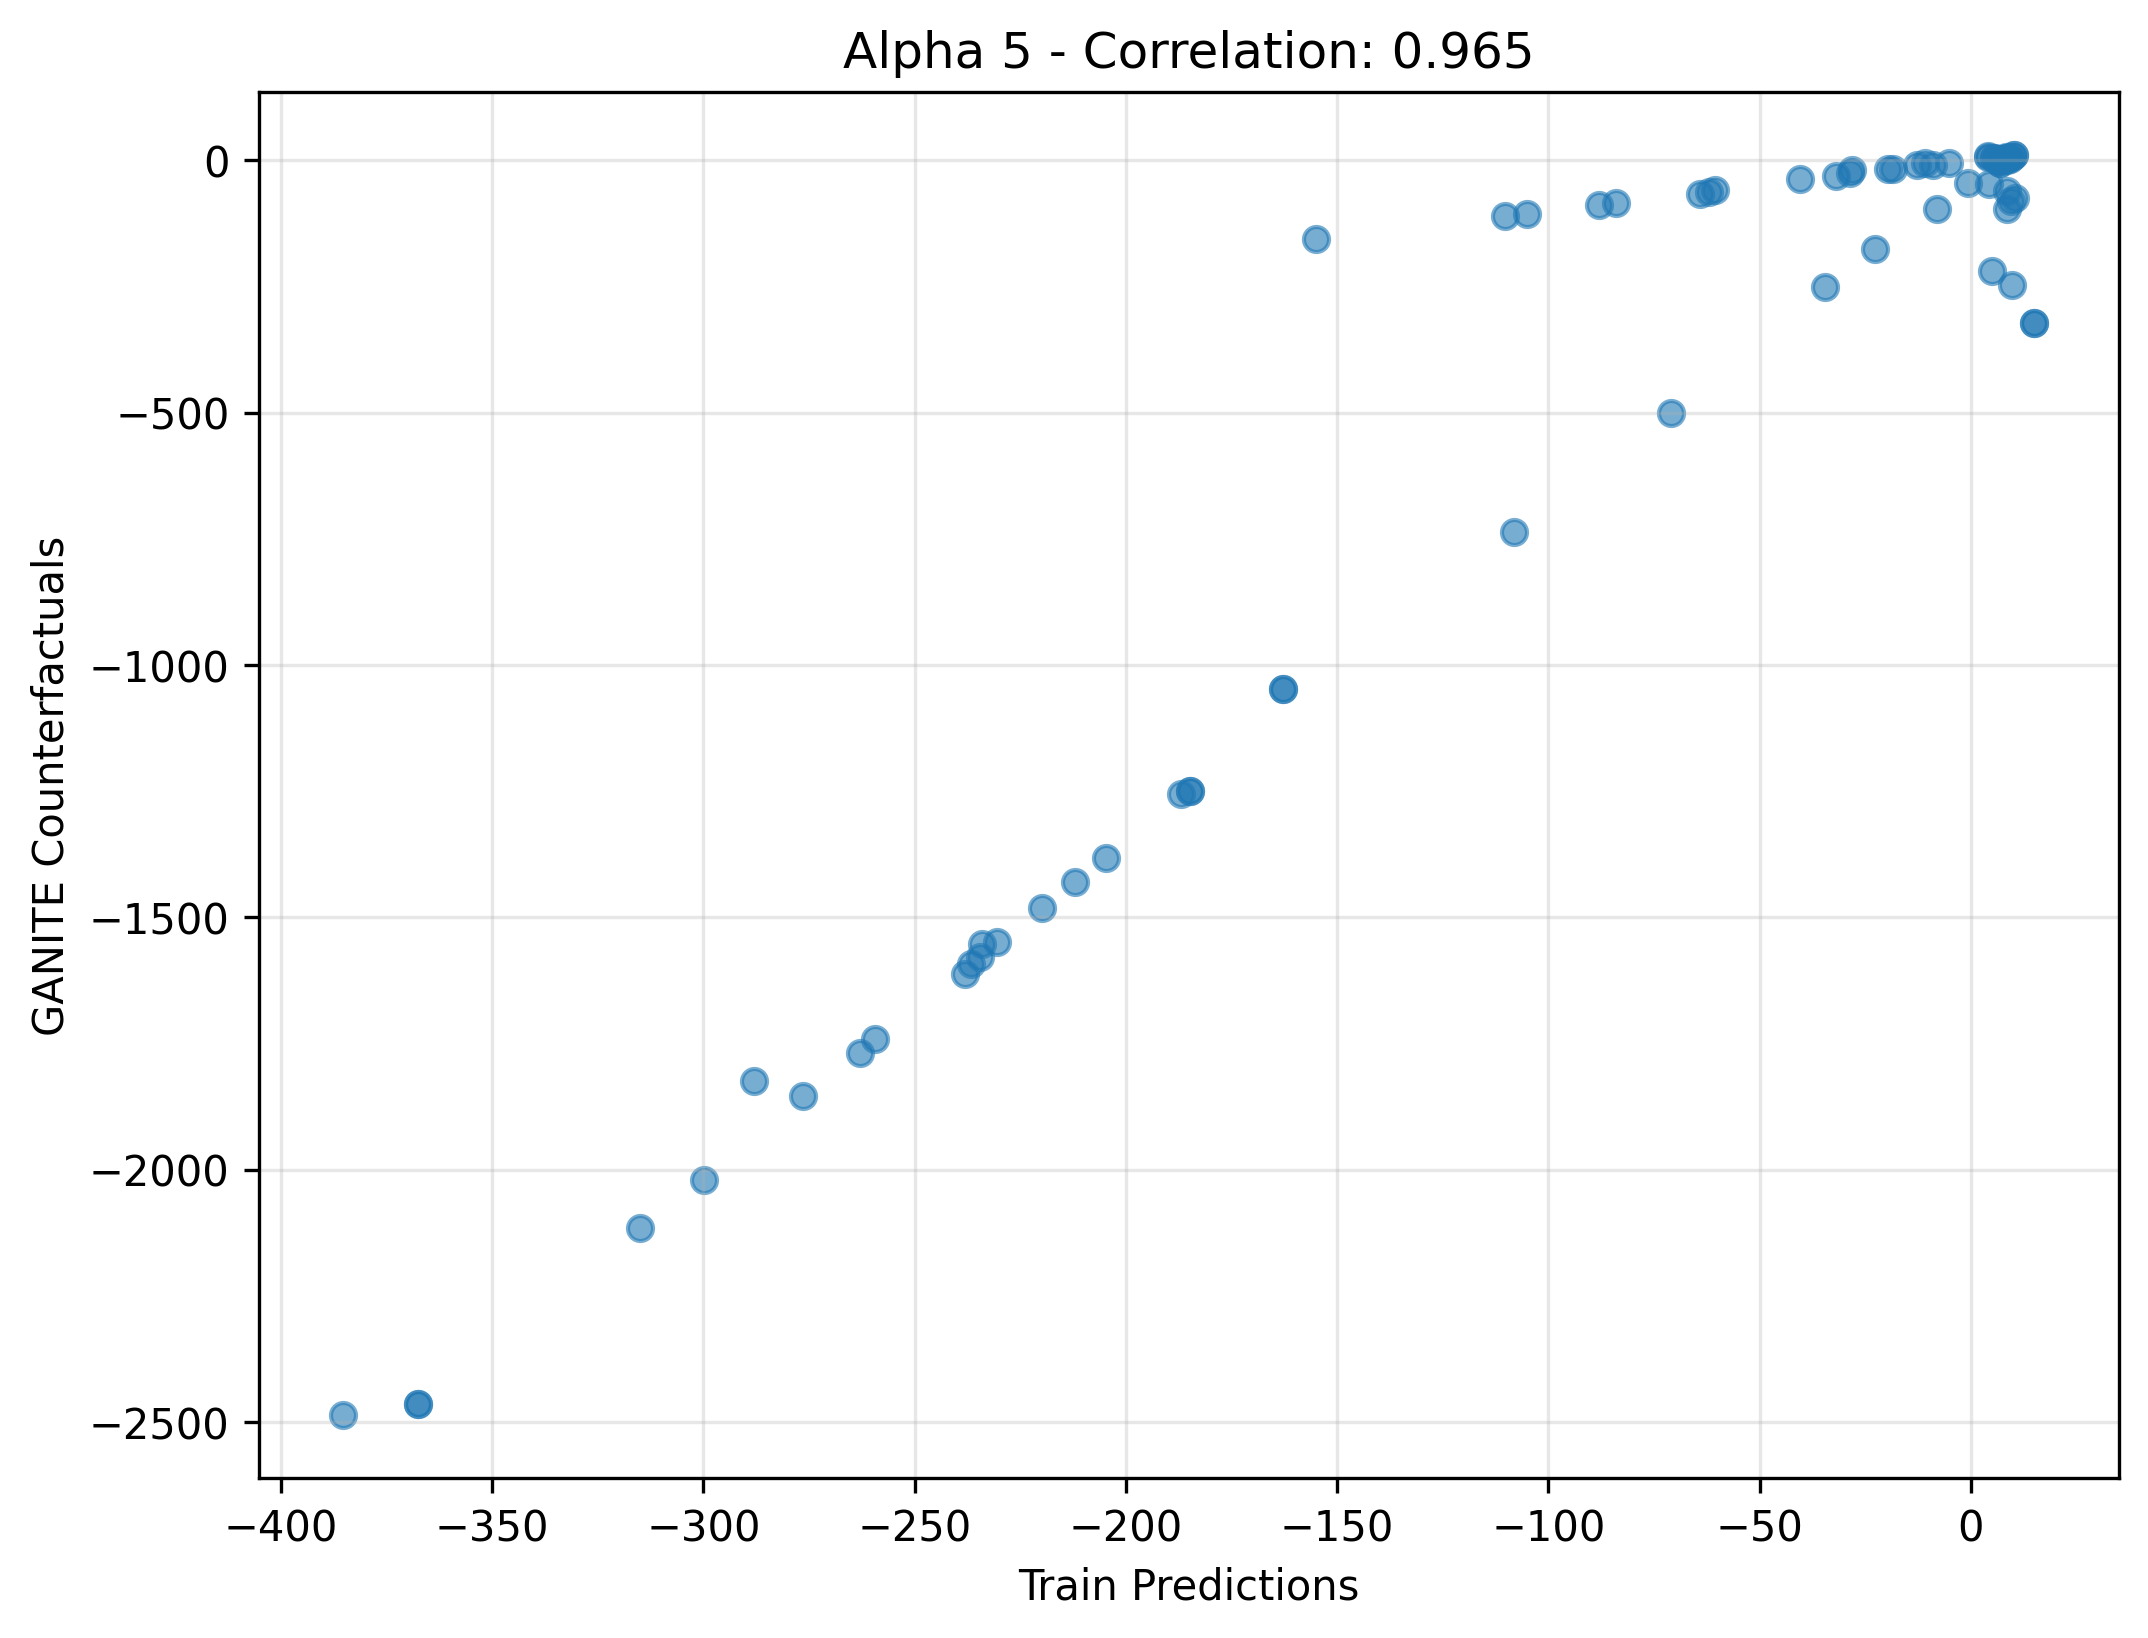 Alpha 5 - Correlation: 0.965
0
−500
−1000
−1500
−2000
−2500
GANITE Counterfactuals
−400 −350 −300 −250 −200 −150 −100 −50 0
Train Predictions